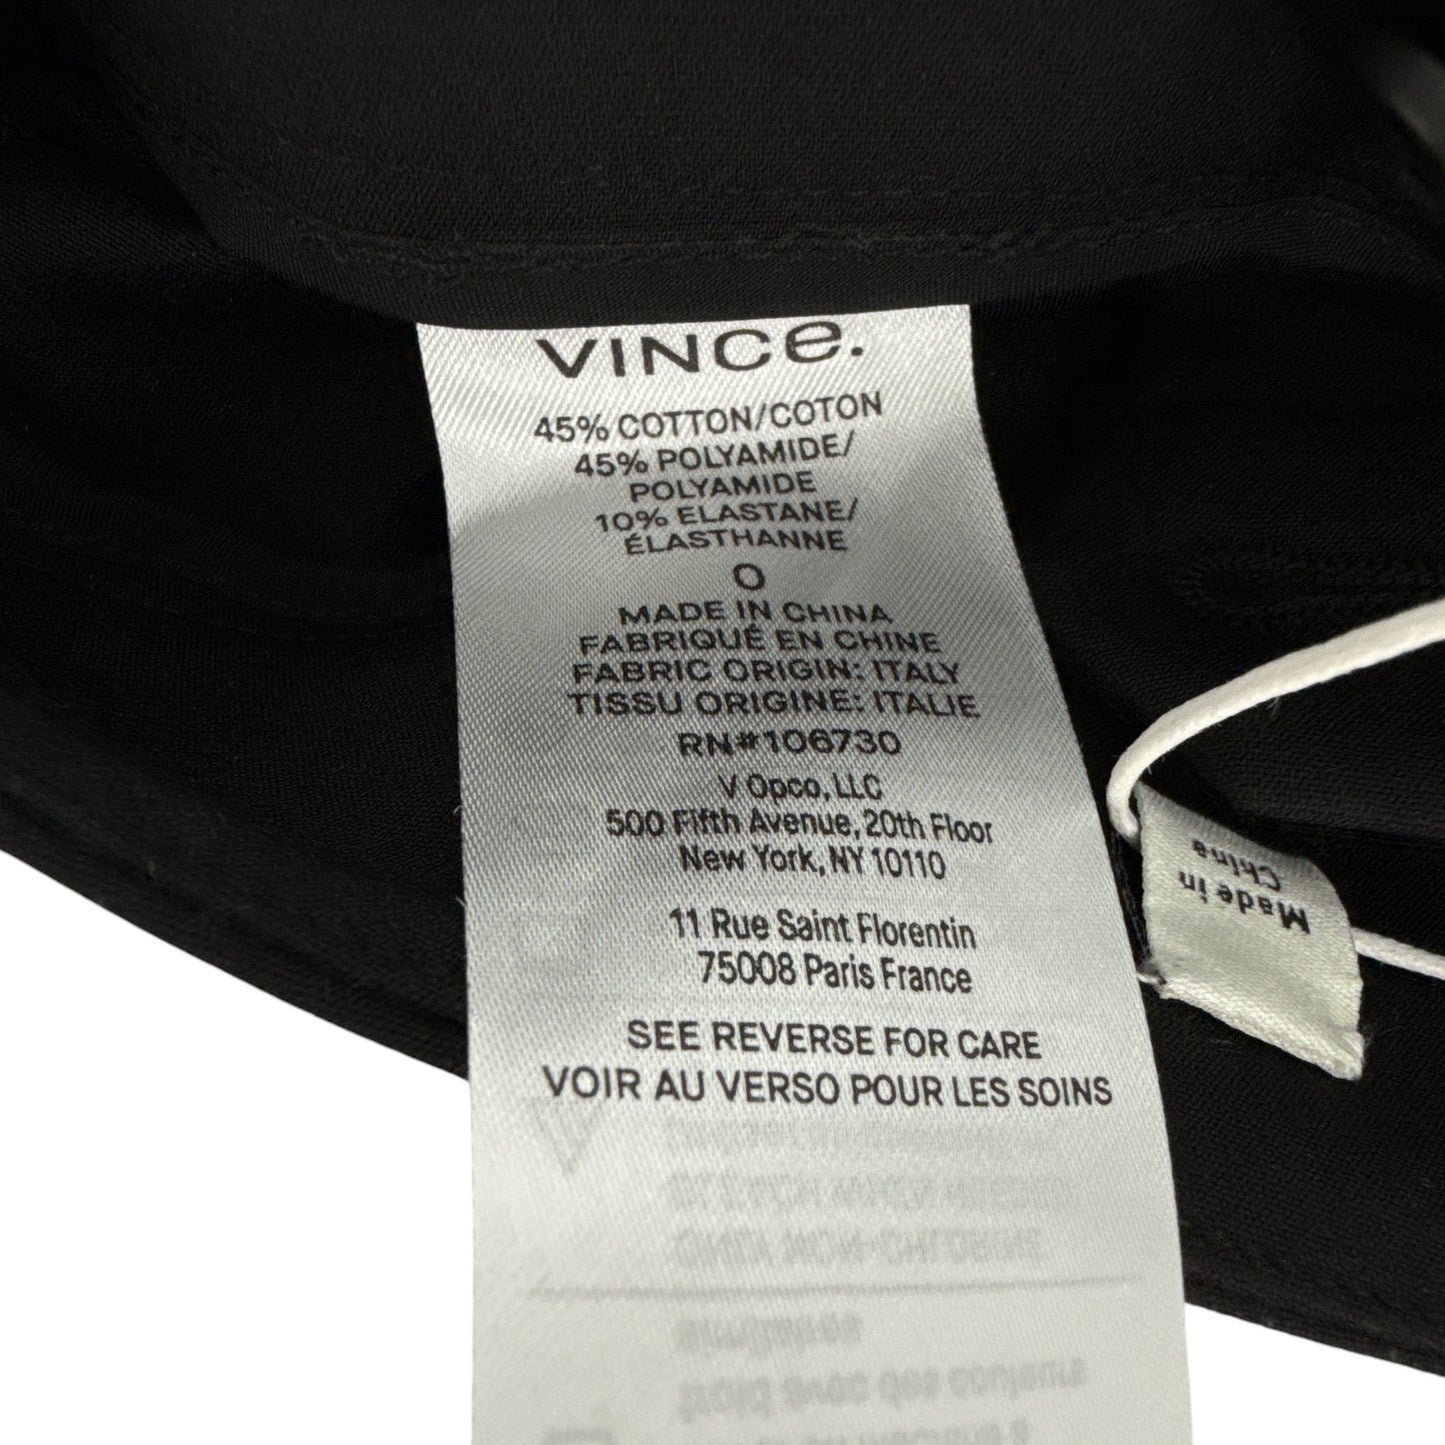 VINCe.
45% COTTON/COTON
45% POLYAMIDE/
POLYAMIDE
10% ELASTANE/
ÉLASTHANNE
0
MADE IN CHINA
FABRIQUÉ EN CHINE
FABRIC ORIGIN: ITALY
TISSU ORIGINE: ITALIE
RN#106730
V Opco, LLC
500 Fifth Avenue, 20th Floor
New York, NY 10110
11 Rue Saint Florentin
75008 Paris France
SEE REVERSE FOR CARE
VOIR AU VERSO POUR LES SOINS
Made in
China